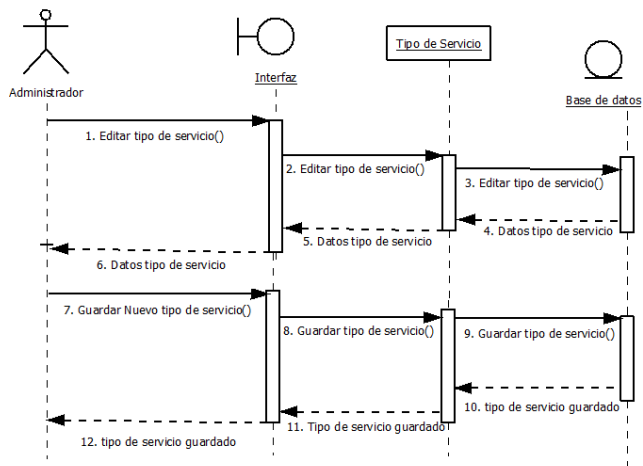 Administrador
Interfaz
Tipo de Servicio
Base de datos
1. Editar tipo de servicio()
2. Editar tipo de servicio()
3. Editar tipo de servicio()
4. Datos tipo de servicio
5. Datos tipo de servicio
6. Datos tipo de servicio
7. Guardar Nuevo tipo de servicio()
8. Guardar tipo de servicio()
9. Guardar tipo de servicio()
10. tipo de servicio guardado
11. Tipo de servicio guardado
12. tipo de servicio guardado